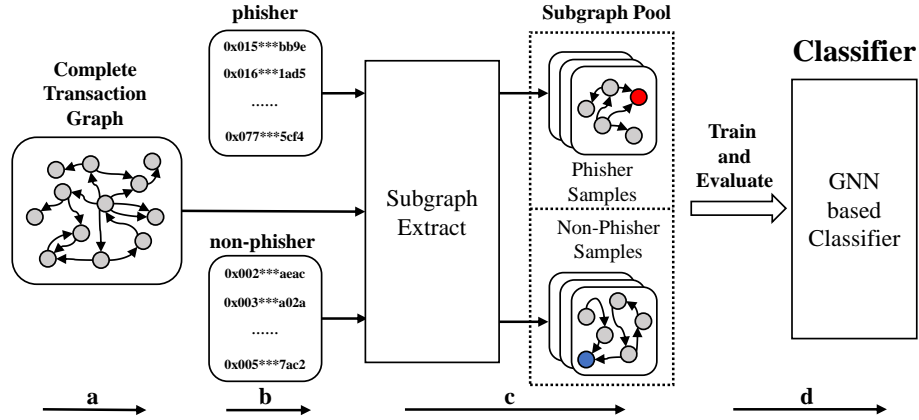 Complete
Transaction
Graph
phisher
0x015***bb9e
0x016***1ad5
......
0x077***5cf4
non-phisher
0x002***aeac
0x003***a02a
......
0x005***7ac2
Subgraph
Extract
Subgraph Pool
Phisher
Samples
Non-Phisher
Samples
Train
and
Evaluate
Classifier
GNN
based
Classifier
a
b
c
d